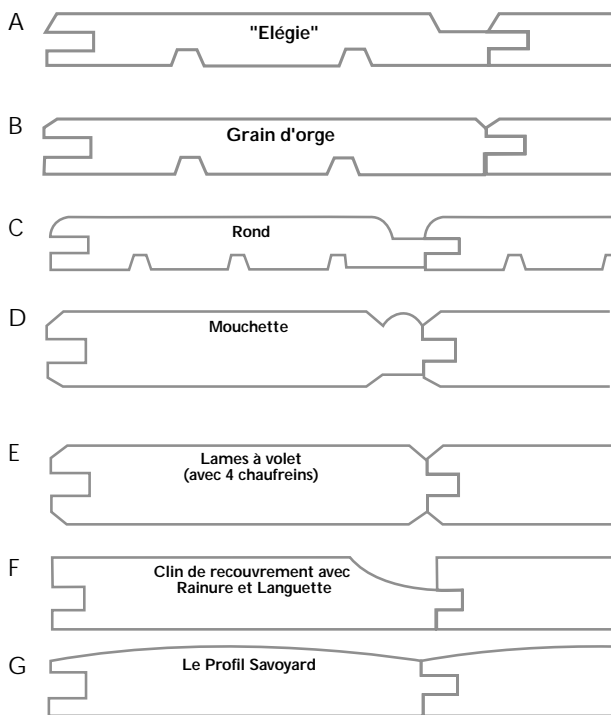 A
"Elégie"
B
Grain d'orge
C
Rond
D
Mouchette
E
Lames à volet
(avec 4 chaufreins)
F
Clin de recouvrement avec
Rainure et Languette
G
Le Profil Savoyard